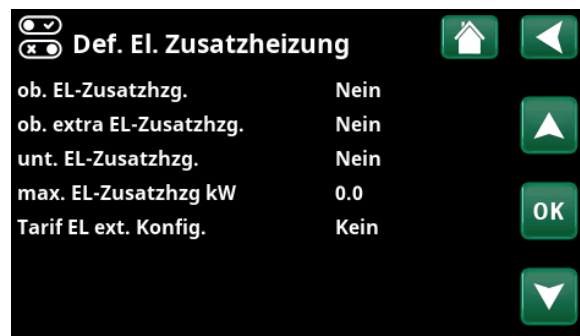 Def. El. Zusatzheizung
ob. EL-Zusatzhzg. Nein
ob. extra EL-Zusatzhzg. Nein
unt. EL-Zusatzhzg. Nein
max. EL-Zusatzhzg kW 0.0
Tarif EL ext. Konfig. Kein
OK